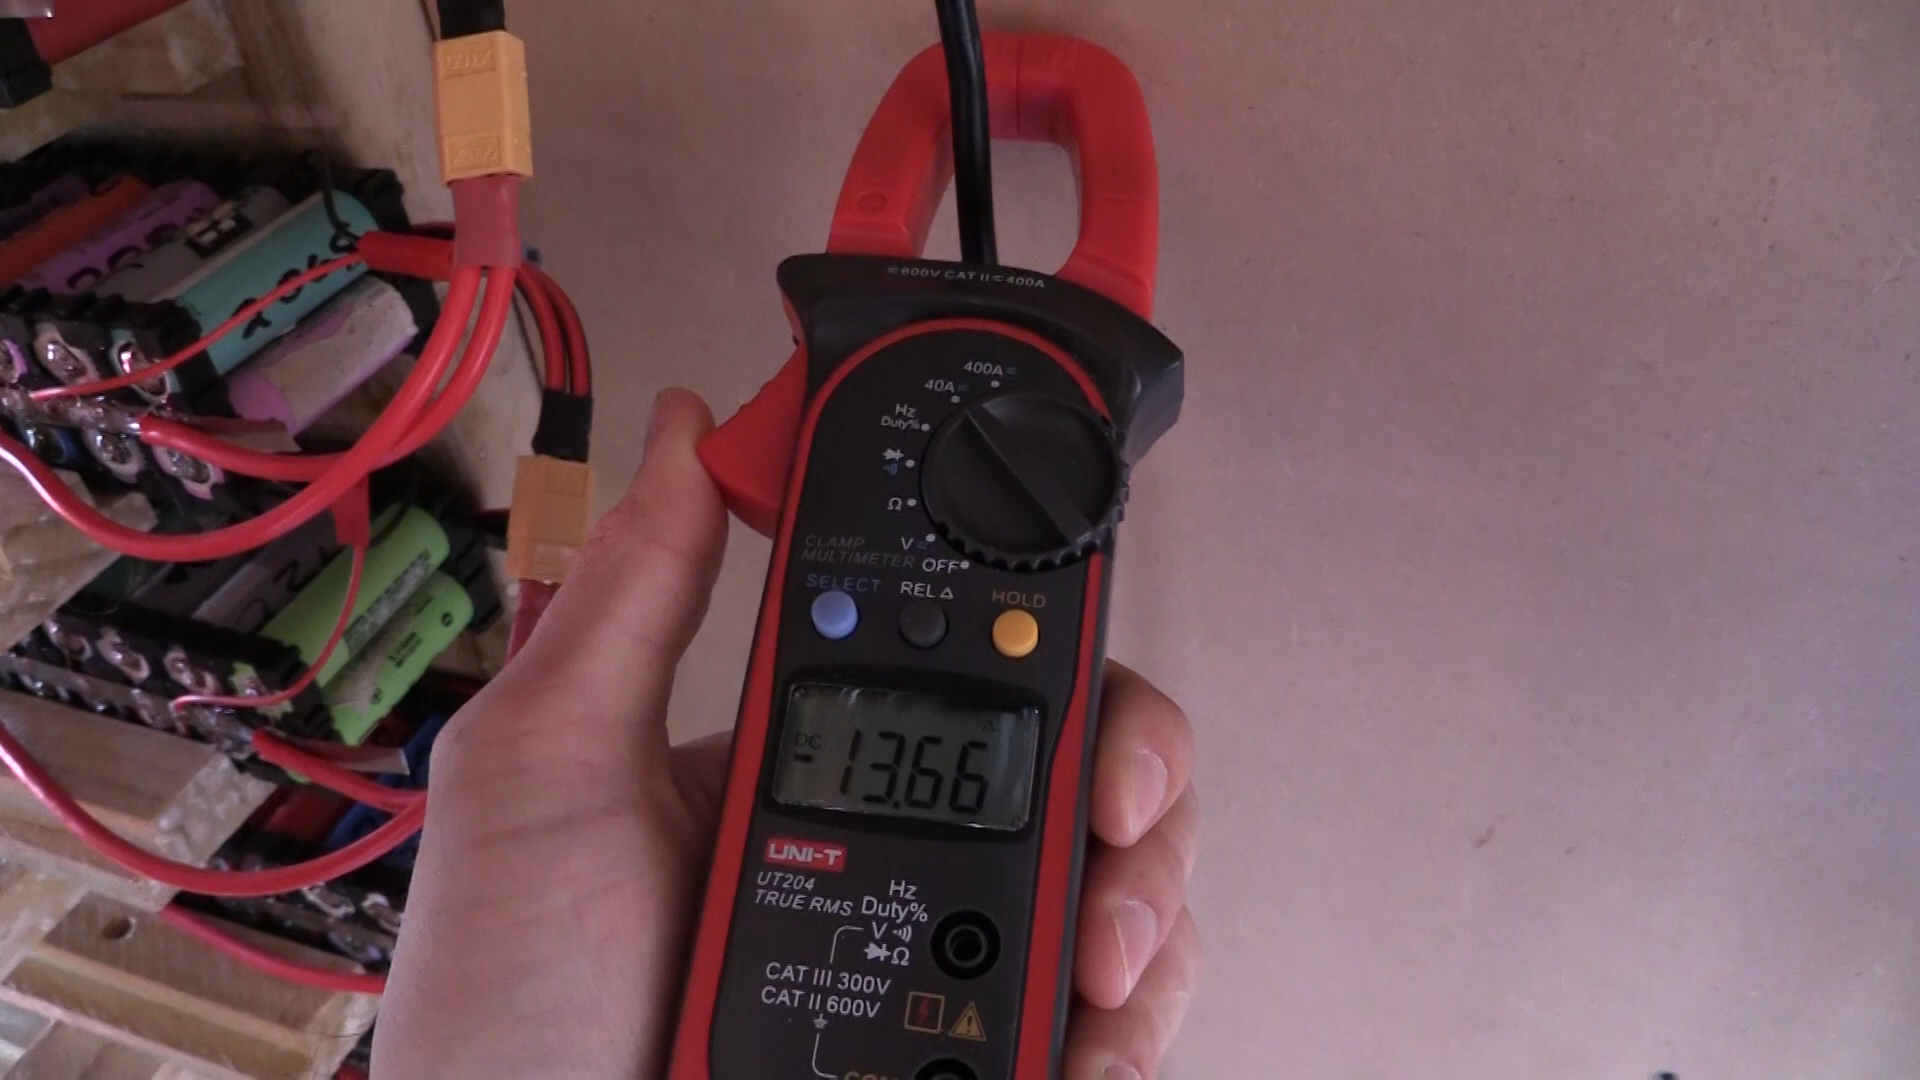 ≂600V CAT II ≂400A
400A≂
40A≂
Hz
Duty%
Ω
V≂
OFF
CLAMP
MULTIMETER
SELECT
REL△
HOLD
DC
-13.66
UNI-T
UT204
TRUE RMS
Hz
Duty%
V
Ω
CAT III 300V
CAT II 600V